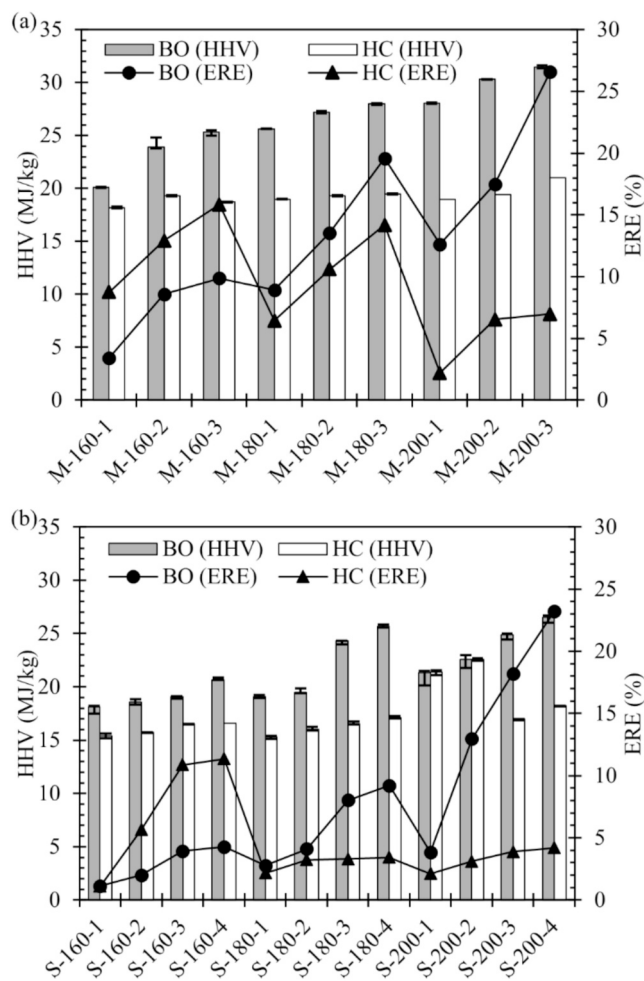 (a)
35
30
25
20
15
10
5
0
HHV (MJ/kg)
BO (HHV)
HC (HHV)
BO (ERE)
HC (ERE)
30
25
20
15
10
5
0
ERE (%)
M-160-1
M-160-2
M-160-3
M-180-1
M-180-2
M-180-3
M-200-1
M-200-2
M-200-3
(b)
35
30
25
20
15
10
5
0
HHV (MJ/kg)
BO (HHV)
HC (HHV)
BO (ERE)
HC (ERE)
30
25
20
15
10
5
0
ERE (%)
S-160-1
S-160-2
S-160-3
S-160-4
S-180-1
S-180-2
S-180-3
S-180-4
S-200-1
S-200-2
S-200-3
S-200-4